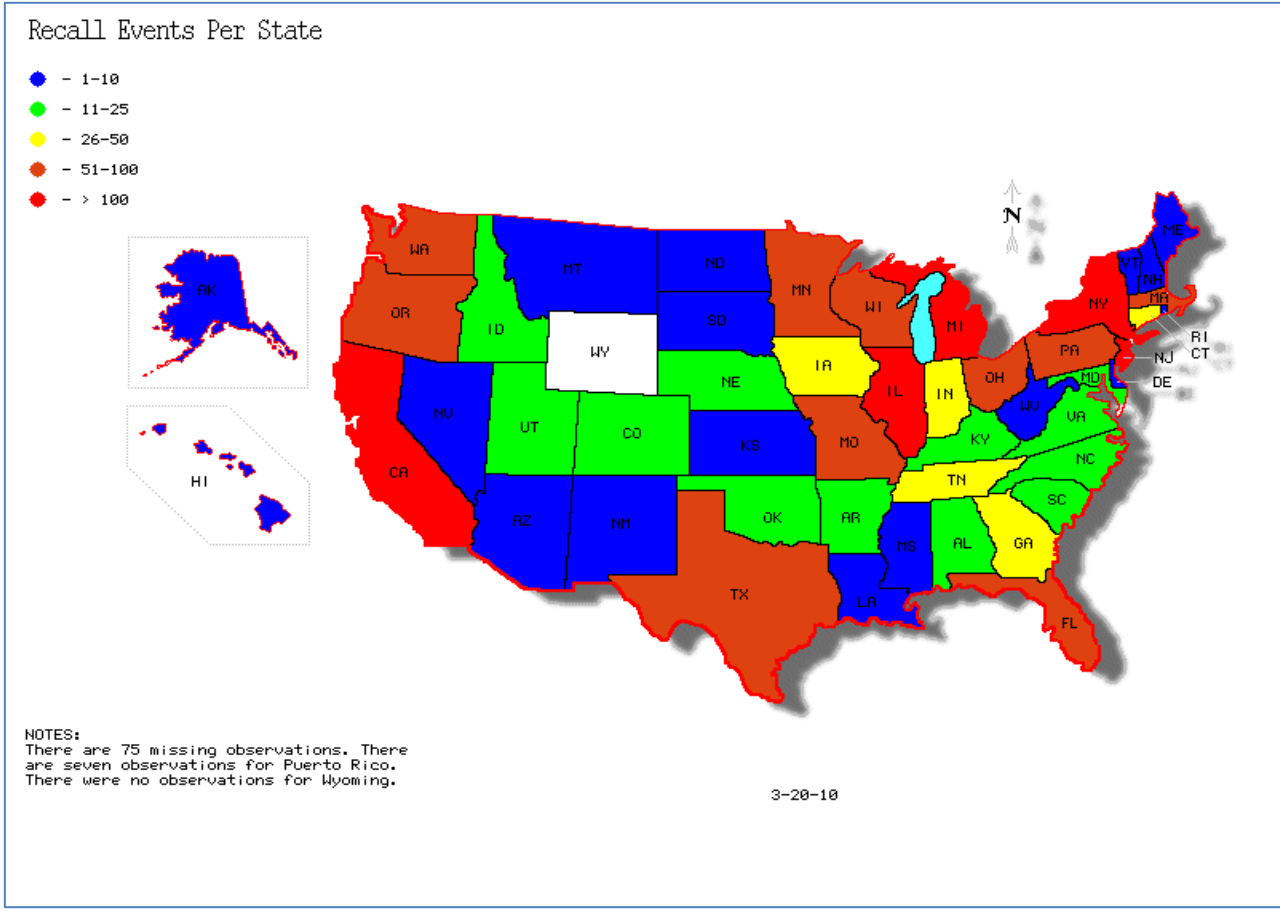 Recall Events Per State
- 1-10
- 11-25
- 26-50
- 51-100
- > 100
N
WA
MT
ND
MN
ME
VT
NH
AK
OR
ID
SD
WI
MI
NY
MA
RI
CT
WY
IA
PA
NJ
NE
IL
IN
OH
MD
DE
NV
UT
CO
KS
MO
KY
WV
VA
HI
CA
TN
NC
AZ
NM
OK
AR
SC
MS
AL
GA
TX
LA
FL
NOTES:
There are 75 missing observations. There
are seven observations for Puerto Rico.
There were no observations for Wyoming.
3-20-10